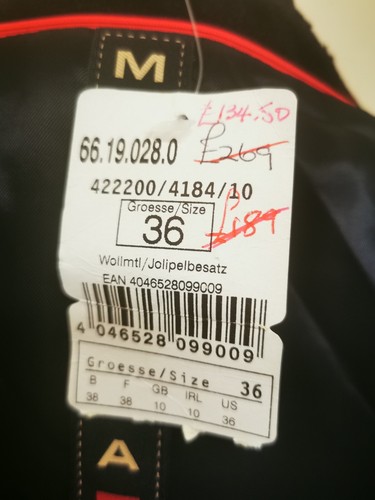 M
£134.50
66.19.028.0 £269
422200/4184/10
Groesse/Size
36 £189
Wollmtl/Jolipelbesatz
EAN 4046528099009
4 046528 099009
Groesse/Size 36
B F GB IRL US
38 38 10 10 36
A